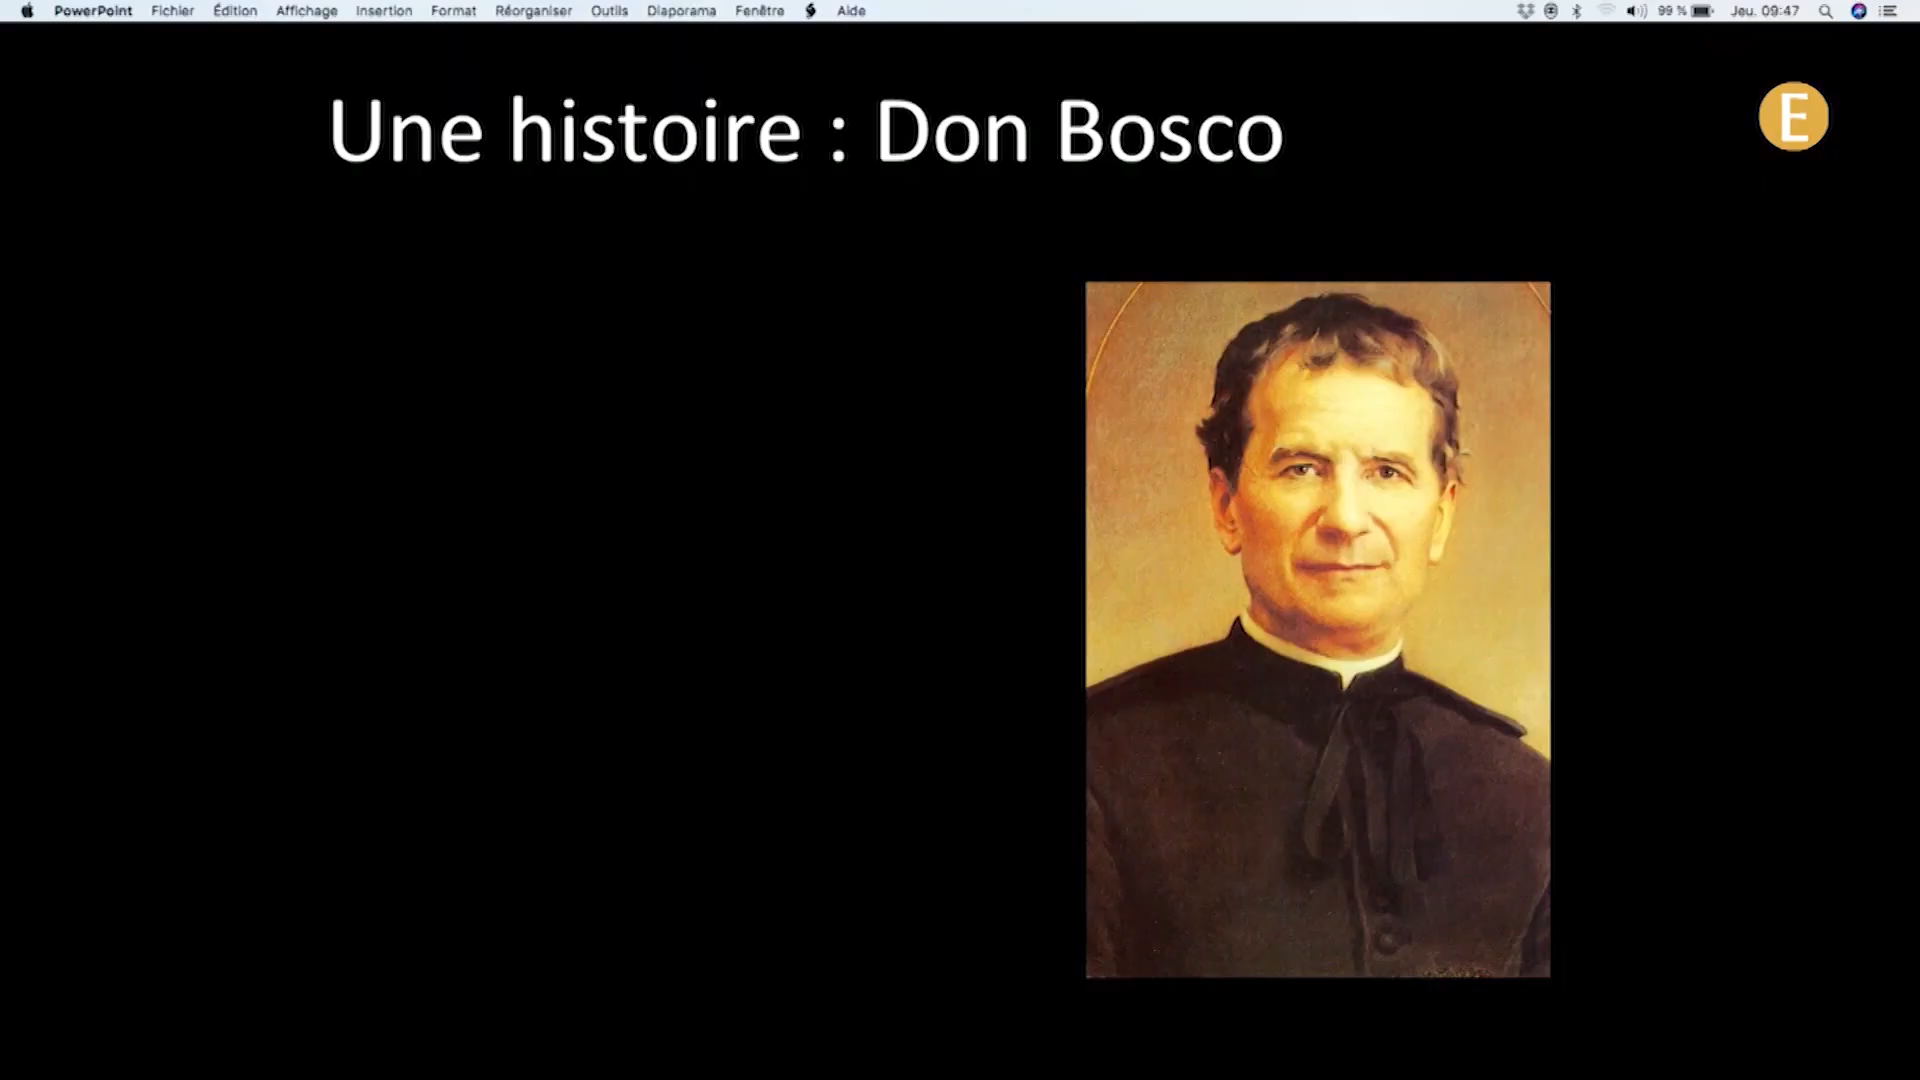 PowerPoint Fichier Édition Affichage Insertion Format Réorganiser Outils Diaporama Fenêtre Aide 99 % Jeu. 09:47
Une histoire : Don Bosco
E